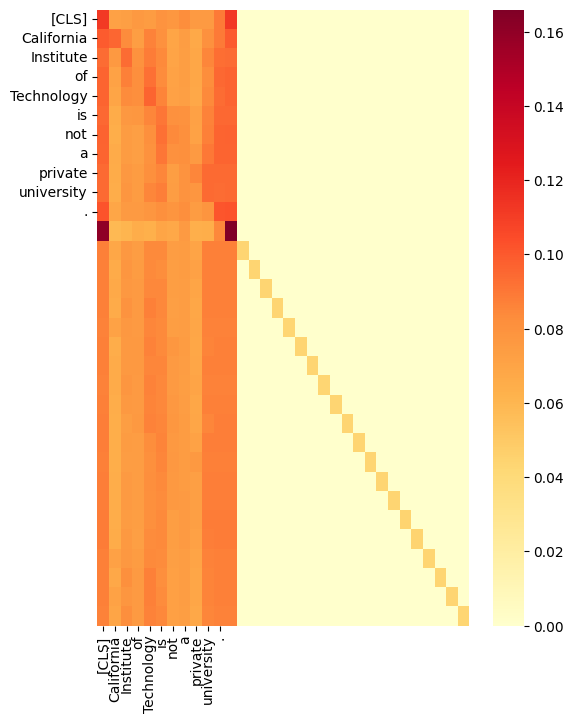 [CLS]
California
Institute
of
Technology
is
not
a
private
university
.
0.16
0.14
0.12
0.10
0.08
0.06
0.04
0.02
0.00
[CLS]
California
Institute
of
Technology
is
not
a
private
university
.